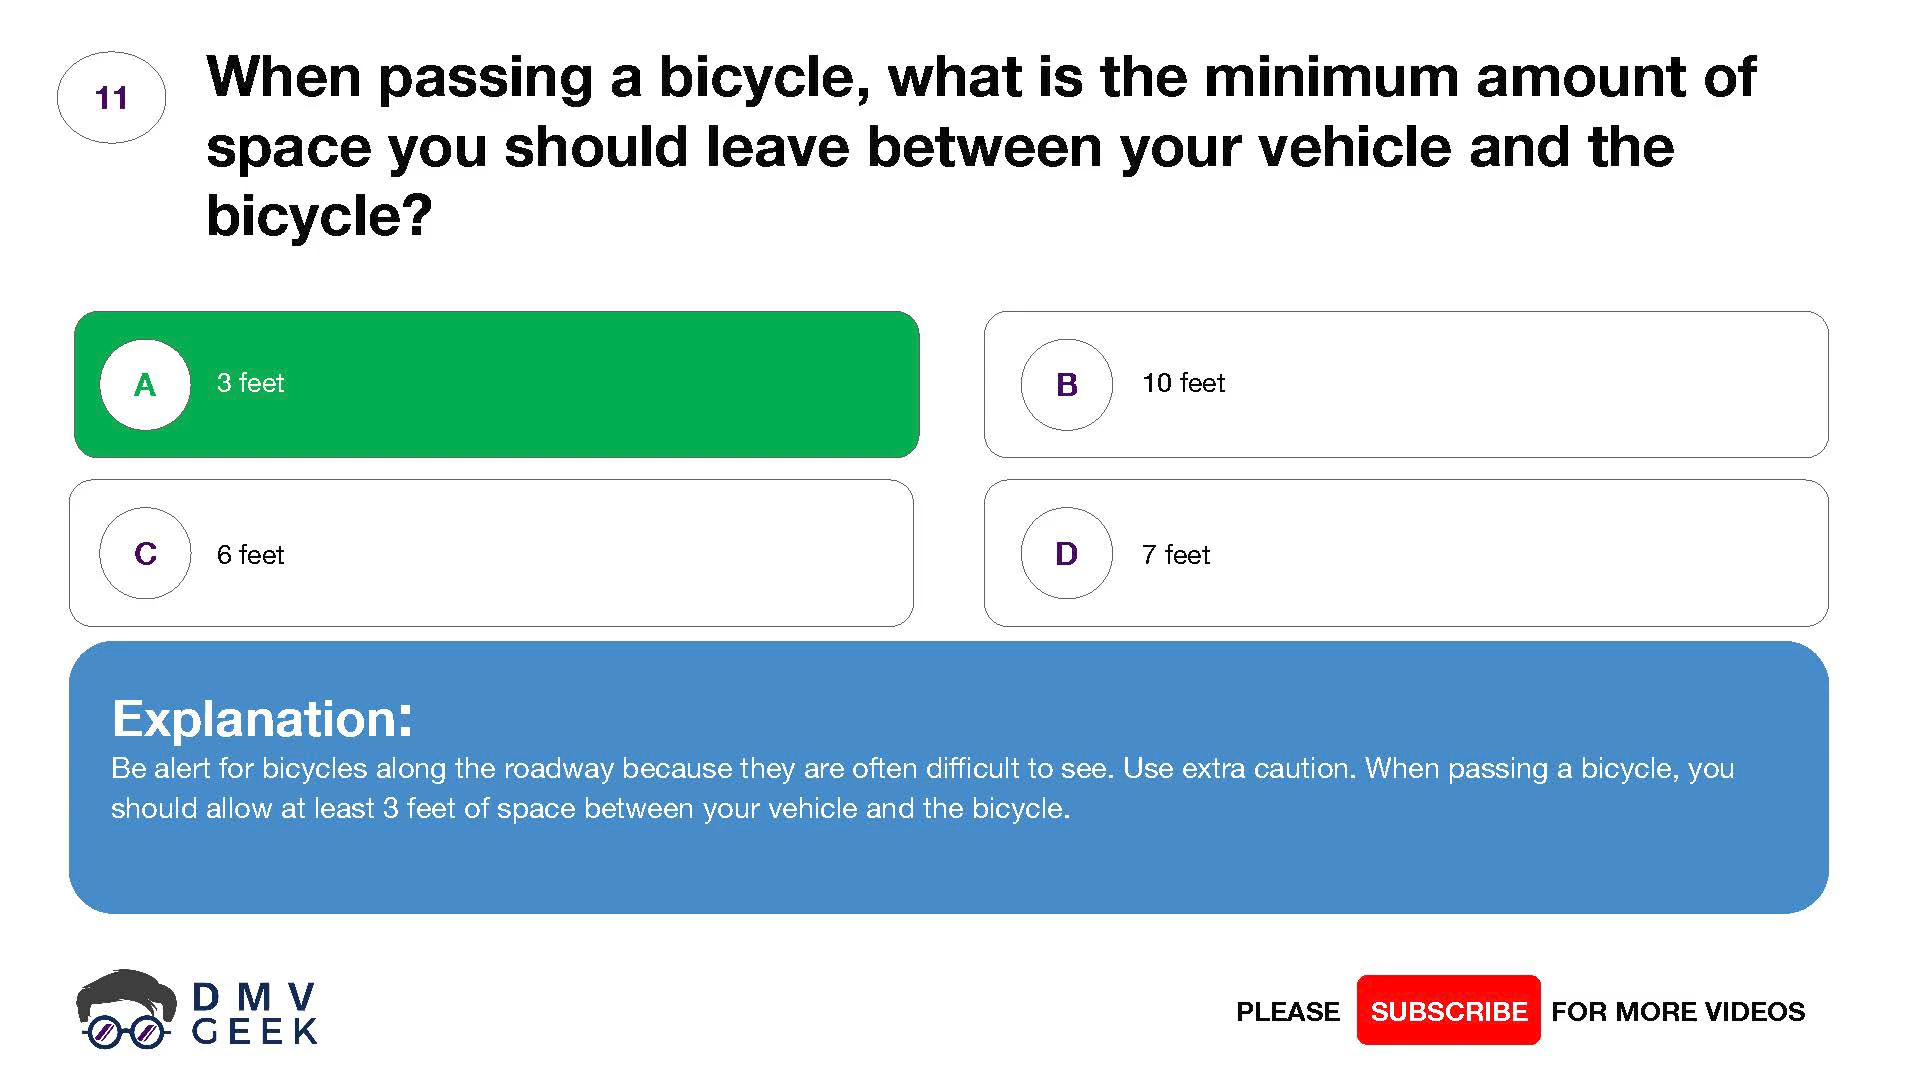 11
When passing a bicycle, what is the minimum amount of
space you should leave between your vehicle and the
bicycle?
A 3 feet
B 10 feet
C 6 feet
D 7 feet
Explanation:
Be alert for bicycles along the roadway because they are often difficult to see. Use extra caution. When passing a bicycle, you
should allow at least 3 feet of space between your vehicle and the bicycle.
DMV
GEEK
PLEASE SUBSCRIBE FOR MORE VIDEOS